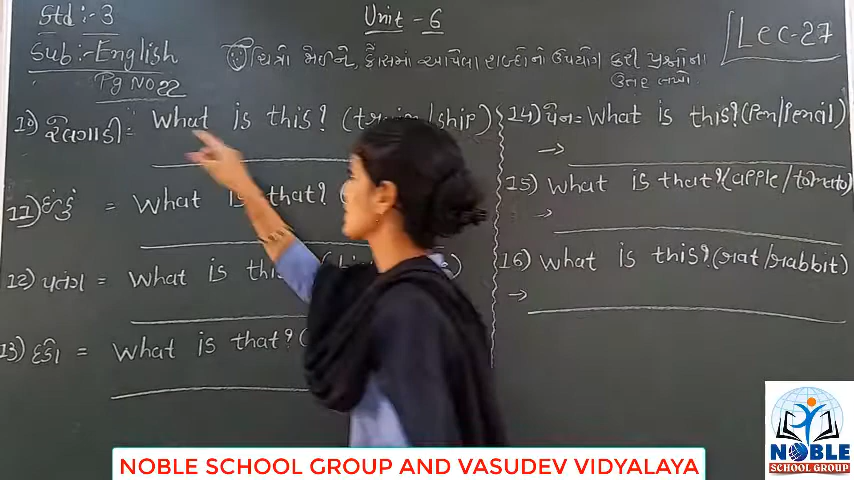 Std :- 3
Unit - 6
Lec-27
Sub :- English
ચિત્રો જોઈને, કૌંસમાં આપેલા શબ્દોનો ઉપયોગ કરી પ્રશ્નોના
ઉત્તર લખો.
Pg No 22
10) રેલગાડી = What is this? (train/ship)
11) ઈંડું = What is that?
12) પતંગ = What is this?
13) દડો = What is that? (
14) પેન = What is this? (Pen/Pencil)
→
15) What is that? (apple/tomato)
→
16) What is this? (rat/rabbit)
→
NOBLE SCHOOL GROUP AND VASUDEV VIDYALAYA
NOBLE
SCHOOL GROUP